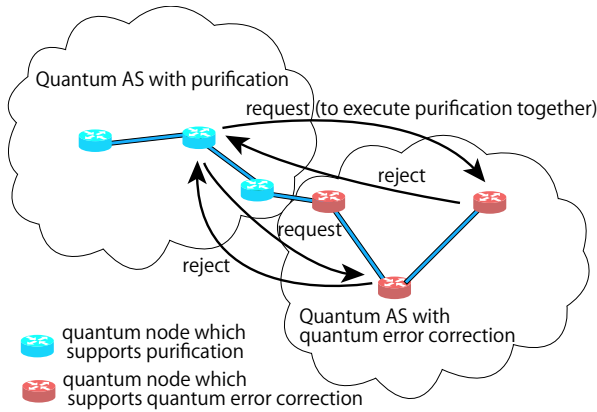 Quantum AS with purification
request (to execute purification together)
reject
request
reject
Quantum AS with
quantum error correction
quantum node which
supports purification
quantum node which
supports quantum error correction